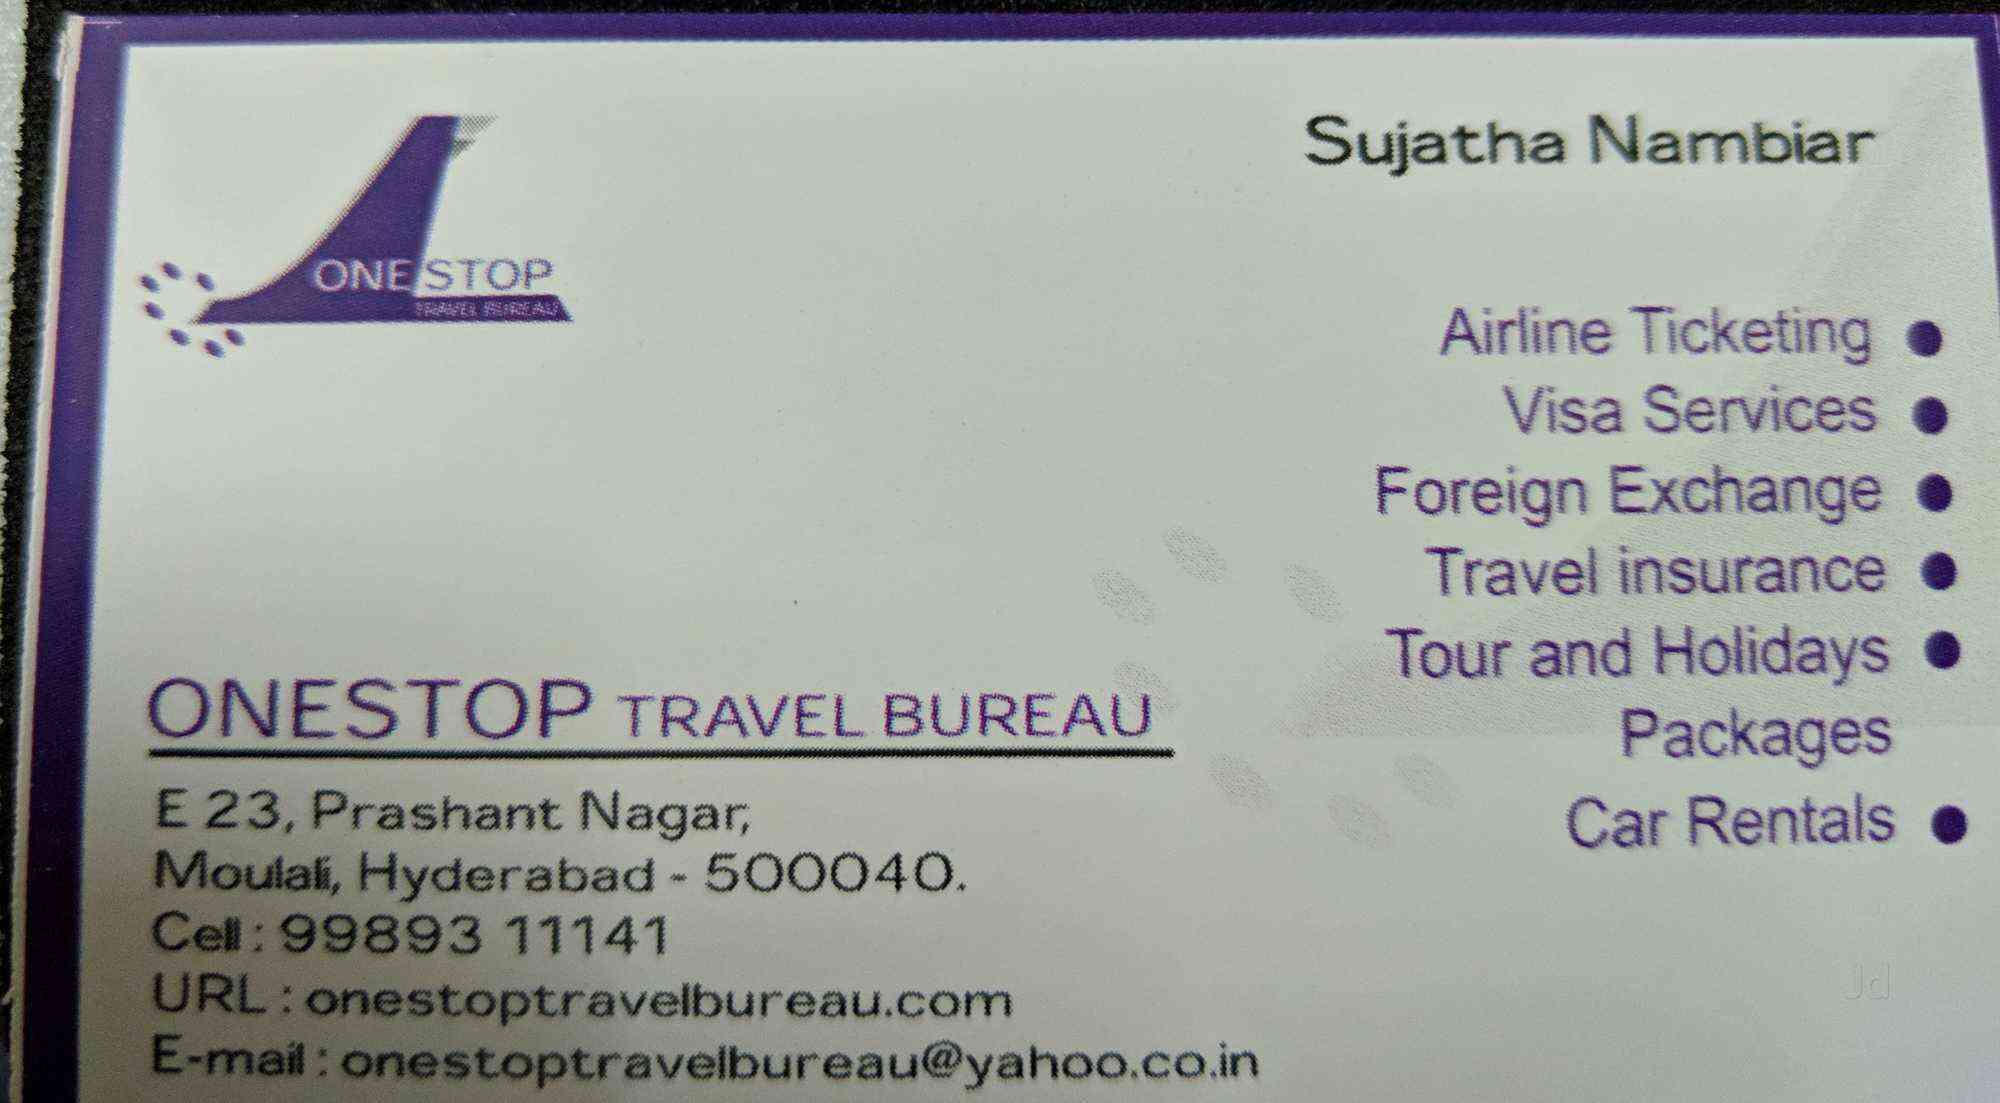 Sujatha Nambiar
ONE STOP
TRAVEL BUREAU
Airline Ticketing
Visa Services
Foreign Exchange
Travel insurance
Tour and Holidays
Packages
Car Rentals
ONESTOP TRAVEL BUREAU
E 23, Prashant Nagar,
Moulali, Hyderabad - 500040.
Cell : 99893 11141
URL : onestoptravelbureau.com
E-mail : onestoptravelbureau@yahoo.co.in
Jd